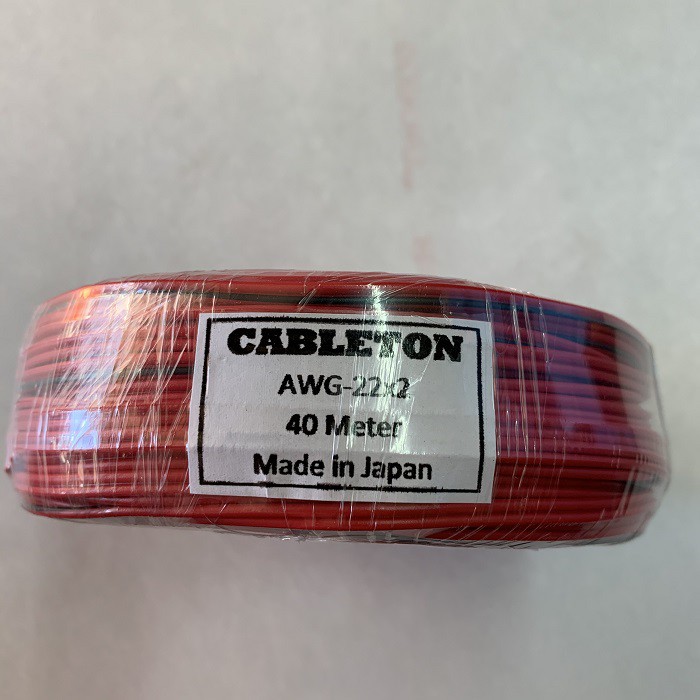 CABLETON
AWG-22x2
40 Meter
Made in Japan